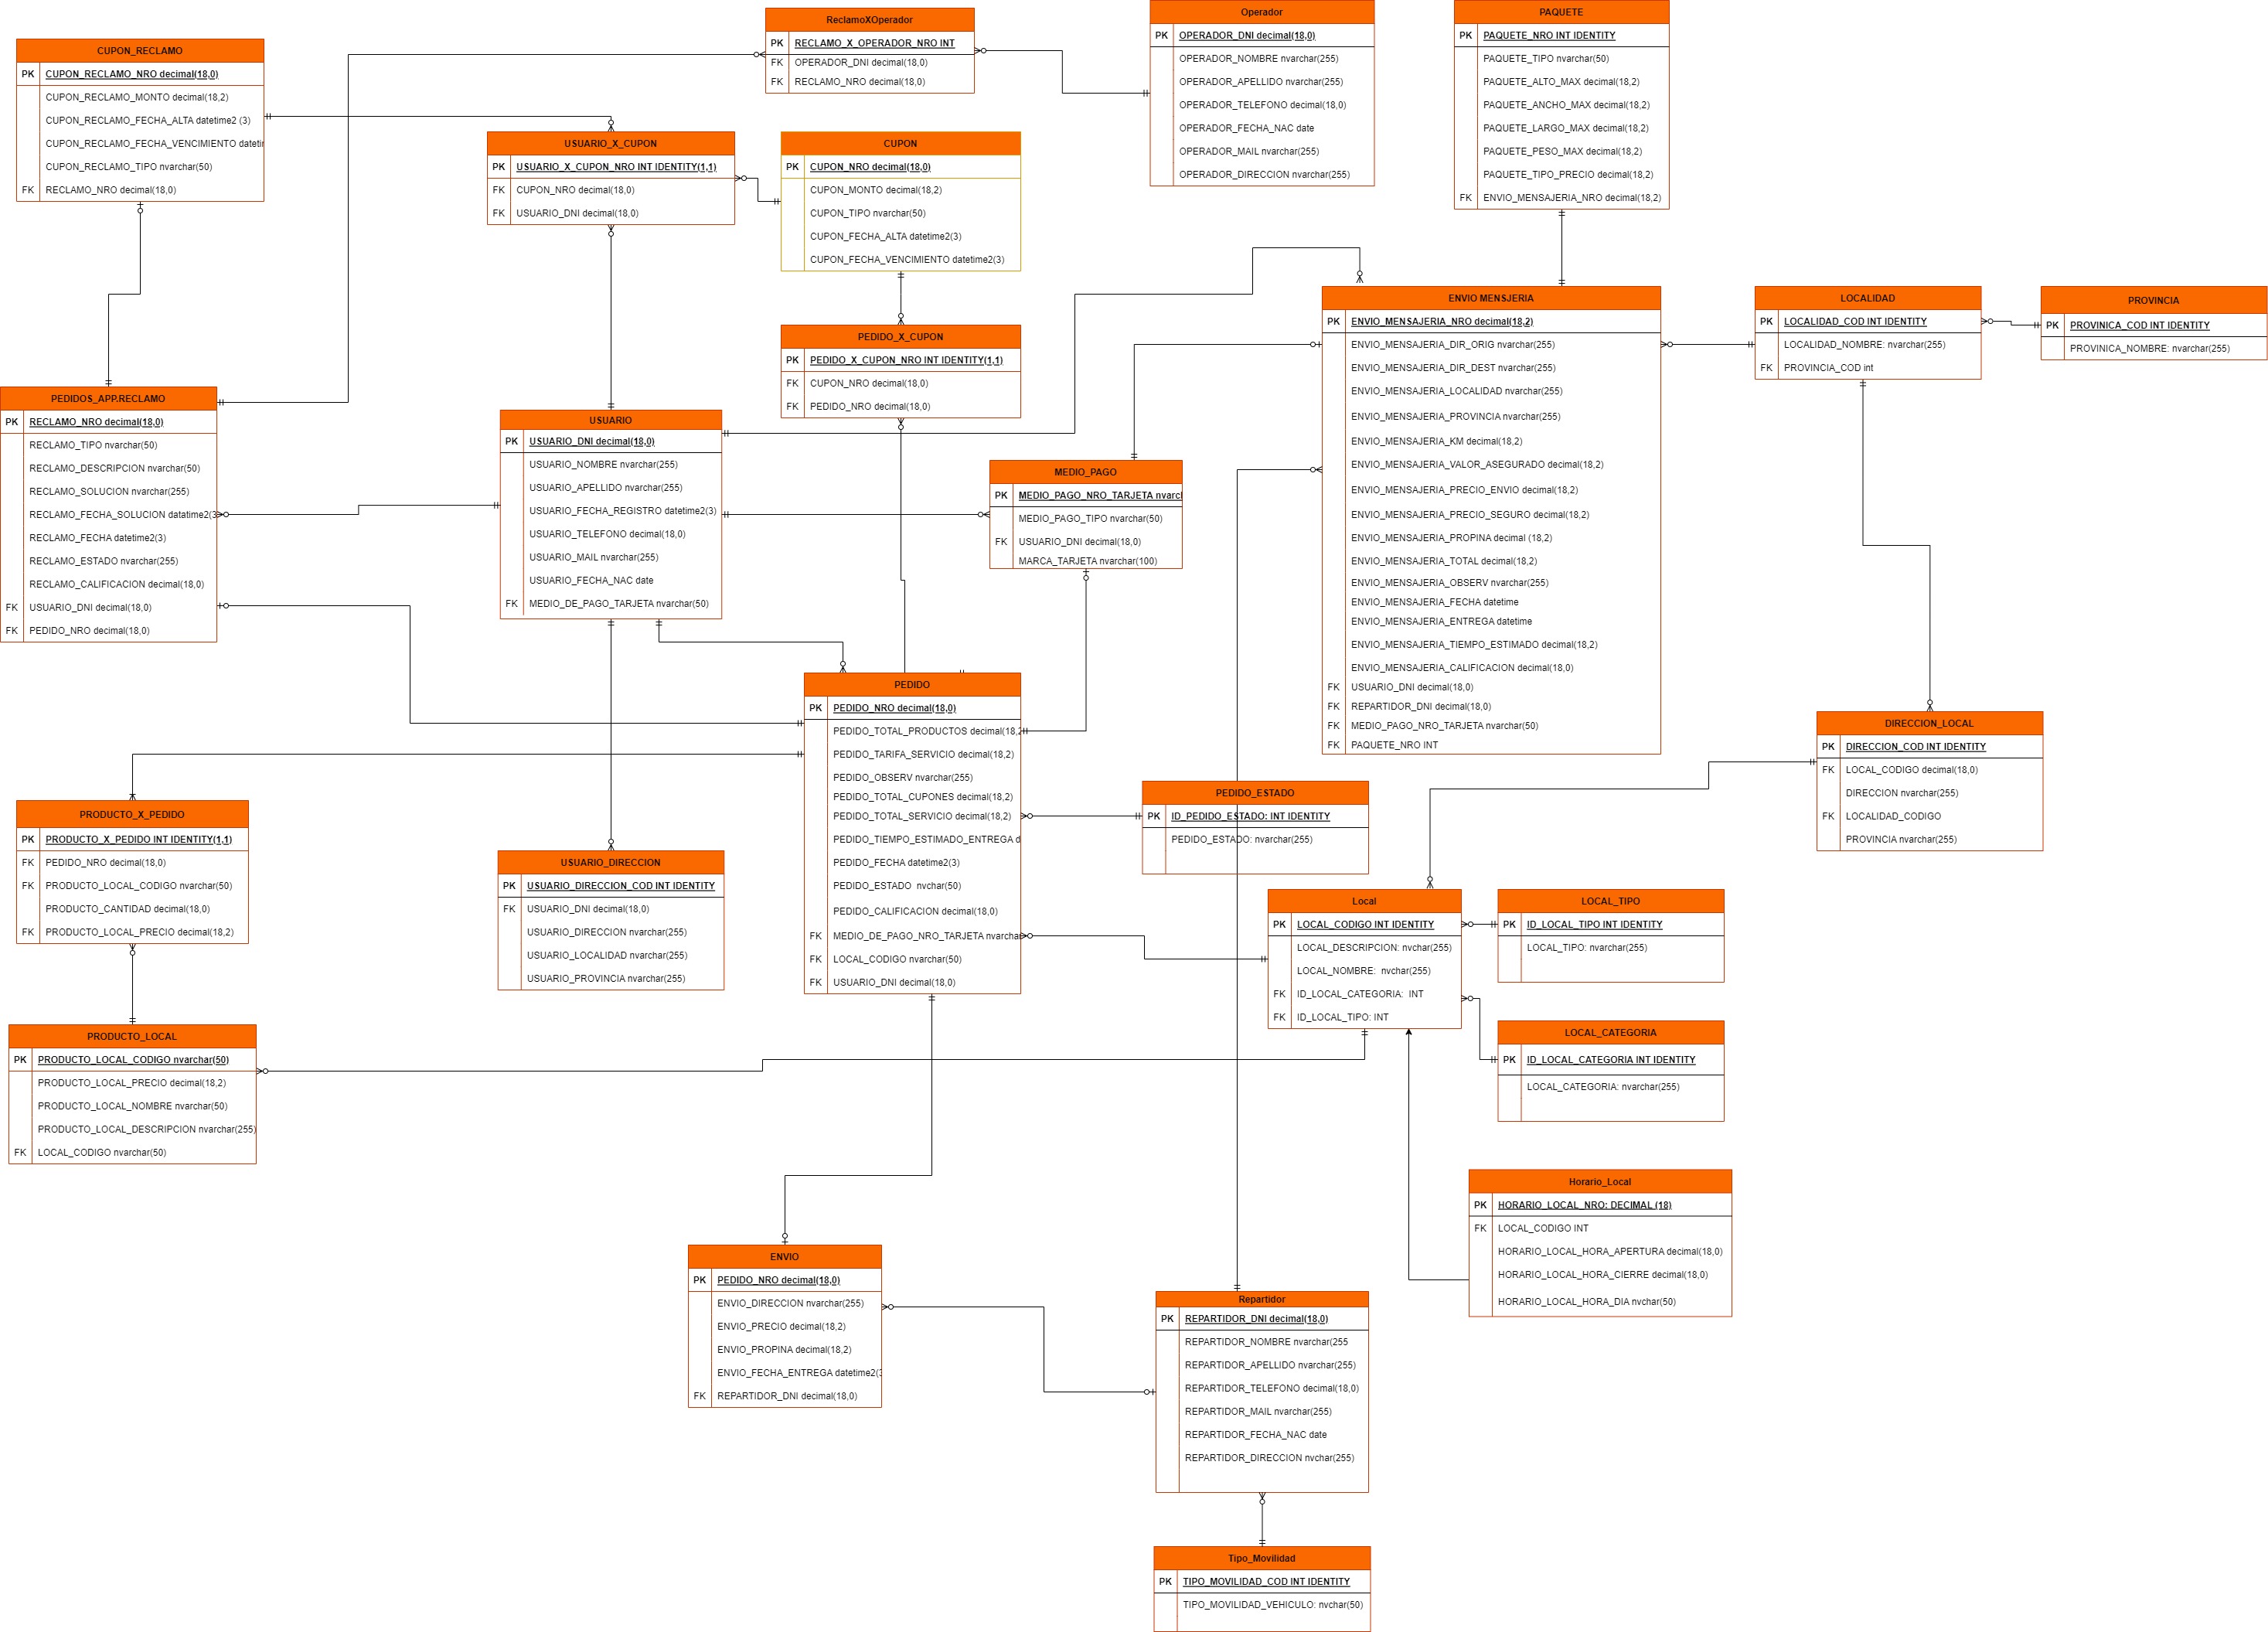 CUPON_RECLAMO
PK CUPON_RECLAMO_NRO decimal(18,0)
CUPON_RECLAMO_MONTO decimal(18,2)
CUPON_RECLAMO_FECHA_ALTA datetime2 (3)
CUPON_RECLAMO_FECHA_VENCIMIENTO datetin
CUPON_RECLAMO_TIPO nvarchar(50)
FK RECLAMO_NRO decimal(18,0)
ReclamoXOperador
PK RECLAMO_X_OPERADOR_NRO INT
FK OPERADOR_DNI decimal(18,0)
FK RECLAMO_NRO decimal(18,0)
Operador
PK OPERADOR_DNI decimal(18,0)
OPERADOR_NOMBRE nvarchar(255)
OPERADOR_APELLIDO nvarchar(255)
OPERADOR_TELEFONO decimal(18,0)
OPERADOR_FECHA_NAC date
OPERADOR_MAIL nvarchar(255)
OPERADOR_DIRECCION nvarchar(255)
PAQUETE
PK PAQUETE_NRO INT IDENTITY
PAQUETE_TIPO nvarchar(50)
PAQUETE_ALTO_MAX decimal(18,2)
PAQUETE_ANCHO_MAX decimal(18,2)
PAQUETE_LARGO_MAX decimal(18,2)
PAQUETE_PESO_MAX decimal(18,2)
PAQUETE_TIPO_PRECIO decimal(18,2)
FK ENVIO_MENSAJERIA_NRO decimal(18,2)
USUARIO_X_CUPON
PK USUARIO_X_CUPON_NRO INT IDENTITY(1,1)
FK CUPON_NRO decimal(18,0)
FK USUARIO_DNI decimal(18,0)
CUPON
PK CUPON_NRO decimal(18,0)
CUPON_MONTO decimal(18,2)
CUPON_TIPO nvarchar(50)
CUPON_FECHA_ALTA datetime2(3)
CUPON_FECHA_VENCIMIENTO datetime2(3)
PEDIDO_X_CUPON
PK PEDIDO_X_CUPON_NRO INT IDENTITY(1,1)
FK CUPON_NRO decimal(18,0)
FK PEDIDO_NRO decimal(18,0)
ENVIO MENSJERIA
PK ENVIO_MENSAJERIA_NRO decimal(18,2)
ENVIO_MENSAJERIA_DIR_ORIG nvarchar(255)
ENVIO_MENSAJERIA_DIR_DEST nvarchar(255)
ENVIO_MENSAJERIA_LOCALIDAD nvarchar(255)
ENVIO_MENSAJERIA_PROVINCIA nvarchar(255)
ENVIO_MENSAJERIA_KM decimal(18,2)
ENVIO_MENSAJERIA_VALOR_ASEGURADO decimal(18,2)
ENVIO_MENSAJERIA_PRECIO_ENVIO decimal(18,2)
ENVIO_MENSAJERIA_PRECIO_SEGURO decimal(18,2)
ENVIO_MENSAJERIA_PROPINA decimal (18,2)
ENVIO_MENSAJERIA_TOTAL decimal(18,2)
ENVIO_MENSAJERIA_OBSERV nvarchar(255)
ENVIO_MENSAJERIA_FECHA datetime
ENVIO_MENSAJERIA_ENTREGA datetime
ENVIO_MENSAJERIA_TIEMPO_ESTIMADO decimal(18,2)
ENVIO_MENSAJERIA_CALIFICACION decimal(18,0)
FK USUARIO_DNI decimal(18,0)
FK REPARTIDOR_DNI decimal(18,0)
FK MEDIO_PAGO_NRO_TARJETA nvarchar(50)
FK PAQUETE_NRO INT
LOCALIDAD
PK LOCALIDAD_COD INT IDENTITY
LOCALIDAD_NOMBRE: nvarchar(255)
FK PROVINCIA_COD int
PROVINCIA
PK PROVINICA_COD INT IDENTITY
PROVINICA_NOMBRE: nvarchar(255)
PEDIDOS_APP.RECLAMO
PK RECLAMO_NRO decimal(18,0)
RECLAMO_TIPO nvarchar(50)
RECLAMO_DESCRIPCION nvarchar(50)
RECLAMO_SOLUCION nvarchar(255)
RECLAMO_FECHA_SOLUCION datatime2(3
RECLAMO_FECHA datetime2(3)
RECLAMO_ESTADO nvarchar(255)
RECLAMO_CALIFICACION decimal(18,0)
FK USUARIO_DNI decimal(18,0)
FK PEDIDO_NRO decimal(18,0)
USUARIO
PK USUARIO_DNI decimal(18,0)
USUARIO_NOMBRE nvarchar(255)
USUARIO_APELLIDO nvarchar(255)
USUARIO_FECHA_REGISTRO datetime2(3)
USUARIO_TELEFONO decimal(18,0)
USUARIO_MAIL nvarchar(255)
USUARIO_FECHA_NAC date
FK MEDIO_DE_PAGO_TARJETA nvarchar(50)
MEDIO_PAGO
PK MEDIO_PAGO_NRO_TARJETA nvarcl
MEDIO_PAGO_TIPO nvarchar(50)
FK USUARIO_DNI decimal(18,0)
MARCA_TARJETA nvarchar(100)
PEDIDO
PK PEDIDO_NRO decimal(18,0)
PEDIDO_TOTAL_PRODUCTOS decimal(18,2
PEDIDO_TARIFA_SERVICIO decimal(18,2)
PEDIDO_OBSERV nvarchar(255)
PEDIDO_TOTAL_CUPONES decimal(18,2)
PEDIDO_TOTAL_SERVICIO decimal(18,2)
PEDIDO_TIEMPO_ESTIMADO_ENTREGA d
PEDIDO_FECHA datetime2(3)
PEDIDO_ESTADO nvchar(50)
PEDIDO_CALIFICACION decimal(18,0)
FK MEDIO_DE_PAGO_NRO_TARJETA nvarcha
FK LOCAL_CODIGO nvarchar(50)
FK USUARIO_DNI decimal(18,0)
DIRECCION_LOCAL
PK DIRECCION_COD INT IDENTITY
FK LOCAL_CODIGO decimal(18,0)
DIRECCION nvarchar(255)
FK LOCALIDAD_CODIGO
PROVINCIA nvarchar(255)
PEDIDO_ESTADO
PK ID_PEDIDO_ESTADO: INT IDENTITY
PEDIDO_ESTADO: nvarchar(255)
PRODUCTO_X_PEDIDO
PK PRODUCTO_X_PEDIDO INT IDENTITY(1,1)
FK PEDIDO_NRO decimal(18,0)
FK PRODUCTO_LOCAL_CODIGO nvarchar(50)
PRODUCTO_CANTIDAD decimal(18,0)
FK PRODUCTO_LOCAL_PRECIO decimal(18,2)
USUARIO_DIRECCION
PK USUARIO_DIRECCION_COD INT IDENTITY
FK USUARIO_DNI decimal(18,0)
USUARIO_DIRECCION nvarchar(255)
USUARIO_LOCALIDAD nvarchar(255)
USUARIO_PROVINCIA nvarchar(255)
Local
PK LOCAL_CODIGO INT IDENTITY
LOCAL_DESCRIPCION: nvchar(255)
LOCAL_NOMBRE: nvchar(255)
FK ID_LOCAL_CATEGORIA: INT
FK ID_LOCAL_TIPO: INT
LOCAL_TIPO
PK ID_LOCAL_TIPO INT IDENTITY
LOCAL_TIPO: nvarchar(255)
LOCAL_CATEGORIA
PK ID_LOCAL_CATEGORIA INT IDENTITY
LOCAL_CATEGORIA: nvarchar(255)
PRODUCTO_LOCAL
PK PRODUCTO_LOCAL_CODIGO nvarchar(50)
PRODUCTO_LOCAL_PRECIO decimal(18,2)
PRODUCTO_LOCAL_NOMBRE nvarchar(50)
PRODUCTO_LOCAL_DESCRIPCION nvarchar(255)
FK LOCAL_CODIGO nvarchar(50)
Horario_Local
PK HORARIO_LOCAL_NRO: DECIMAL (18)
FK LOCAL_CODIGO INT
HORARIO_LOCAL_HORA_APERTURA decimal(18,0)
HORARIO_LOCAL_HORA_CIERRE decimal(18,0)
HORARIO_LOCAL_HORA_DIA nvchar(50)
ENVIO
PK PEDIDO_NRO decimal(18,0)
ENVIO_DIRECCION nvarchar(255)
ENVIO_PRECIO decimal(18,2)
ENVIO_PROPINA decimal(18,2)
ENVIO_FECHA_ENTREGA datetime2(3
FK REPARTIDOR_DNI decimal(18,0)
Repartidor
PK REPARTIDOR_DNI decimal(18,0)
REPARTIDOR_NOMBRE nvarchar(255
REPARTIDOR_APELLIDO nvarchar(255)
REPARTIDOR_TELEFONO decimal(18,0)
REPARTIDOR_MAIL nvarchar(255)
REPARTIDOR_FECHA_NAC date
REPARTIDOR_DIRECCION nvchar(255)
Tipo_Movilidad
PK TIPO_MOVILIDAD_COD INT IDENTITY
TIPO_MOVILIDAD_VEHICULO: nvchar(50)